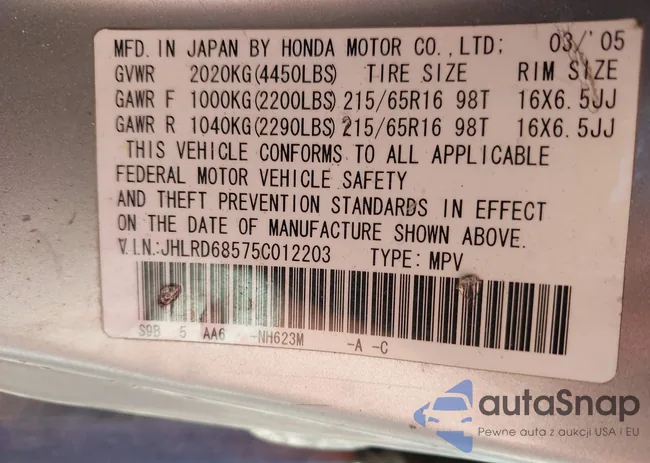 MFD. IN JAPAN BY HONDA MOTOR CO.,LTD; 03/'05
GVWR 2020KG(4450LBS) TIRE SIZE RIM SIZE
GAWR F 1000KG(2200LBS) 215/65R16 98T 16X6.5JJ
GAWR R 1040KG(2290LBS) 215/65R16 98T 16X6.5JJ
THIS VEHICLE CONFORMS TO ALL APPLICABLE
FEDERAL MOTOR VEHICLE SAFETY
AND THEFT PREVENTION STANDARDS IN EFFECT
ON THE DATE OF MANUFACTURE SHOWN ABOVE.
V.I.N.:JHLRD68575C012203 TYPE: MPV
S9B 5 AA6 -NH623M -A -C
autaSnap
Pewne auta z aukcji USA i EU